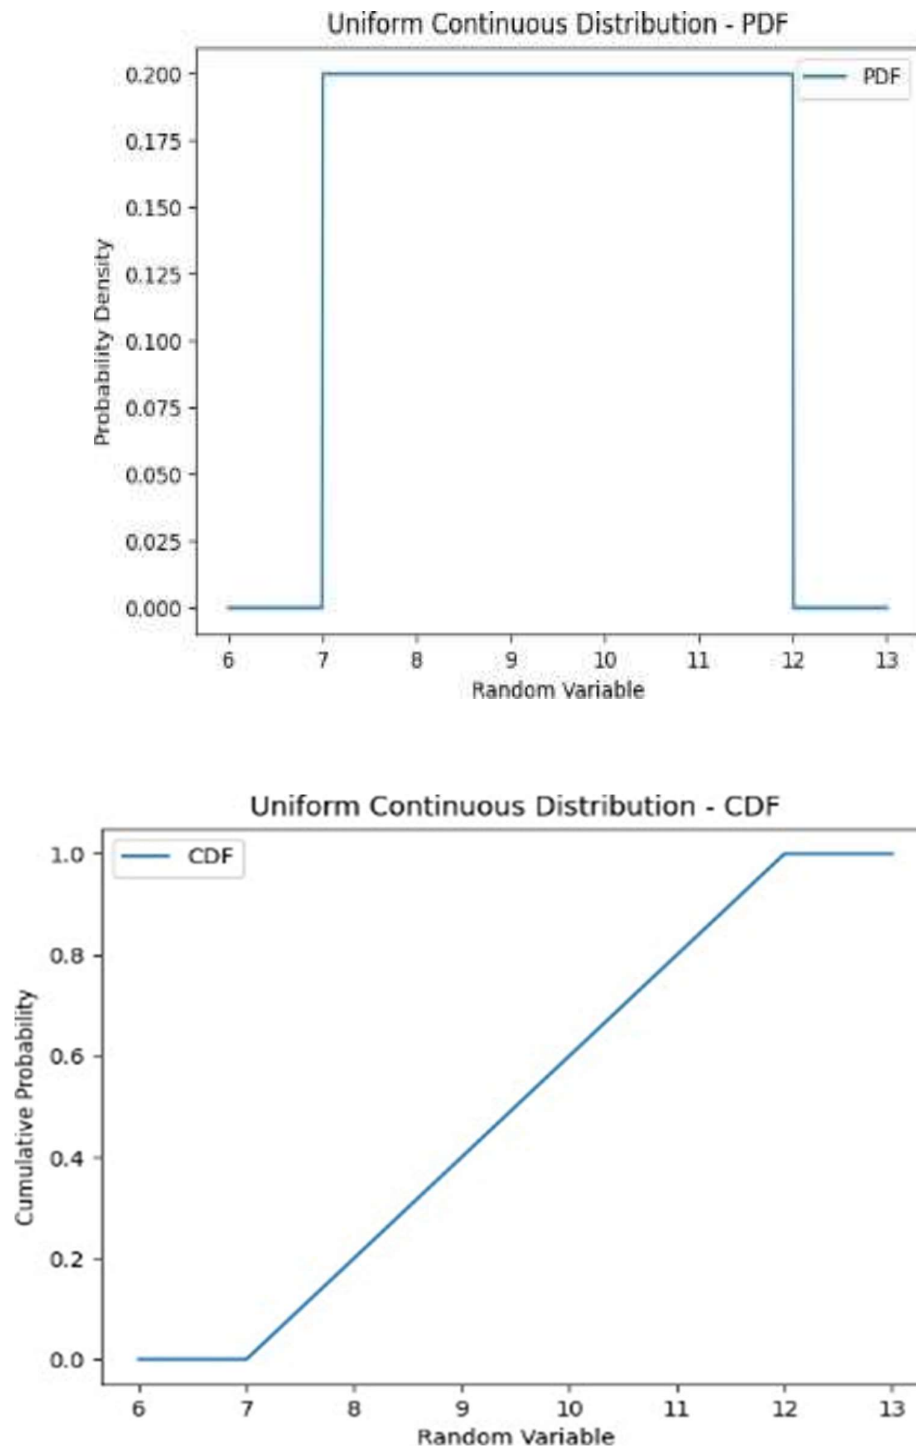 Uniform Continuous Distribution - PDF
PDF
0.200
0.175
0.150
0.125
0.100
0.075
0.050
0.025
0.000
Probability Density
6 7 8 9 10 11 12 13
Random Variable
Uniform Continuous Distribution - CDF
CDF
1.0
0.8
0.6
0.4
0.2
0.0
Cumulative Probability
6 7 8 9 10 11 12 13
Random Variable